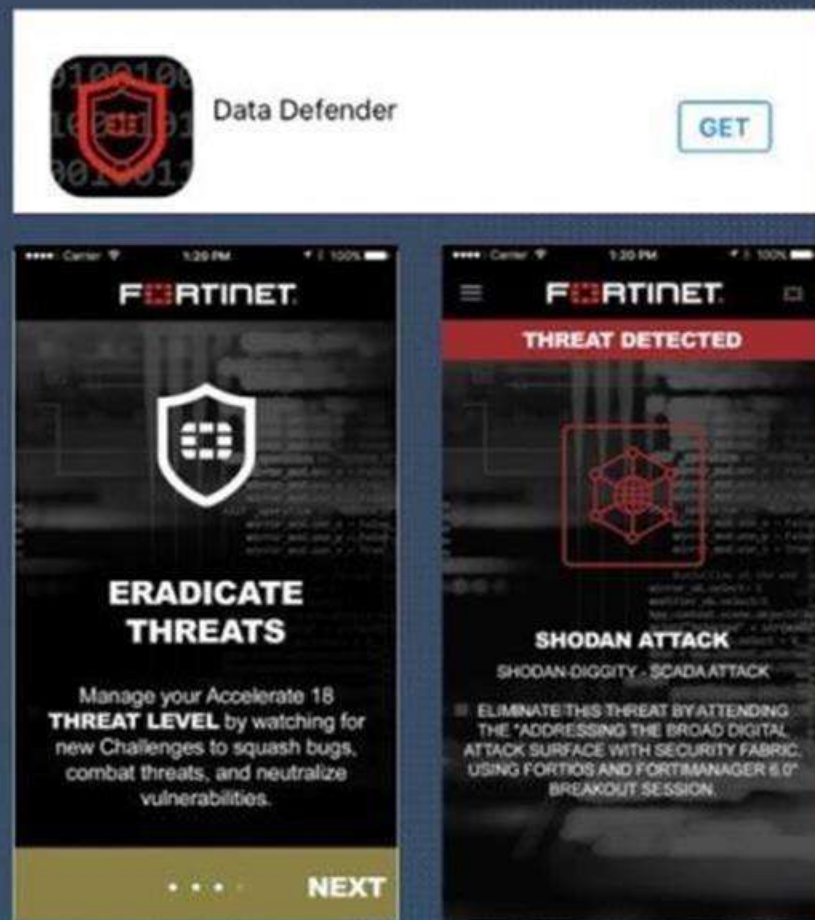 Data Defender
GET
Carrier
1:20 PM
100%
FORTINET
ERADICATE
THREATS
Manage your Accelerate 18
THREAT LEVEL by watching for
new Challenges to squash bugs,
combat threats, and neutralize
vulnerabilities.
NEXT
Carrier
1:20 PM
100%
FORTINET
THREAT DETECTED
SHODAN ATTACK
SHODAN-DIGGITY - SCADA ATTACK
ELIMINATE THIS THREAT BY ATTENDING
THE "ADDRESSING THE BROAD DIGITAL
ATTACK SURFACE WITH SECURITY FABRIC.
USING FORTIOS AND FORTIMANAGER 6.0"
BREAKOUT SESSION.